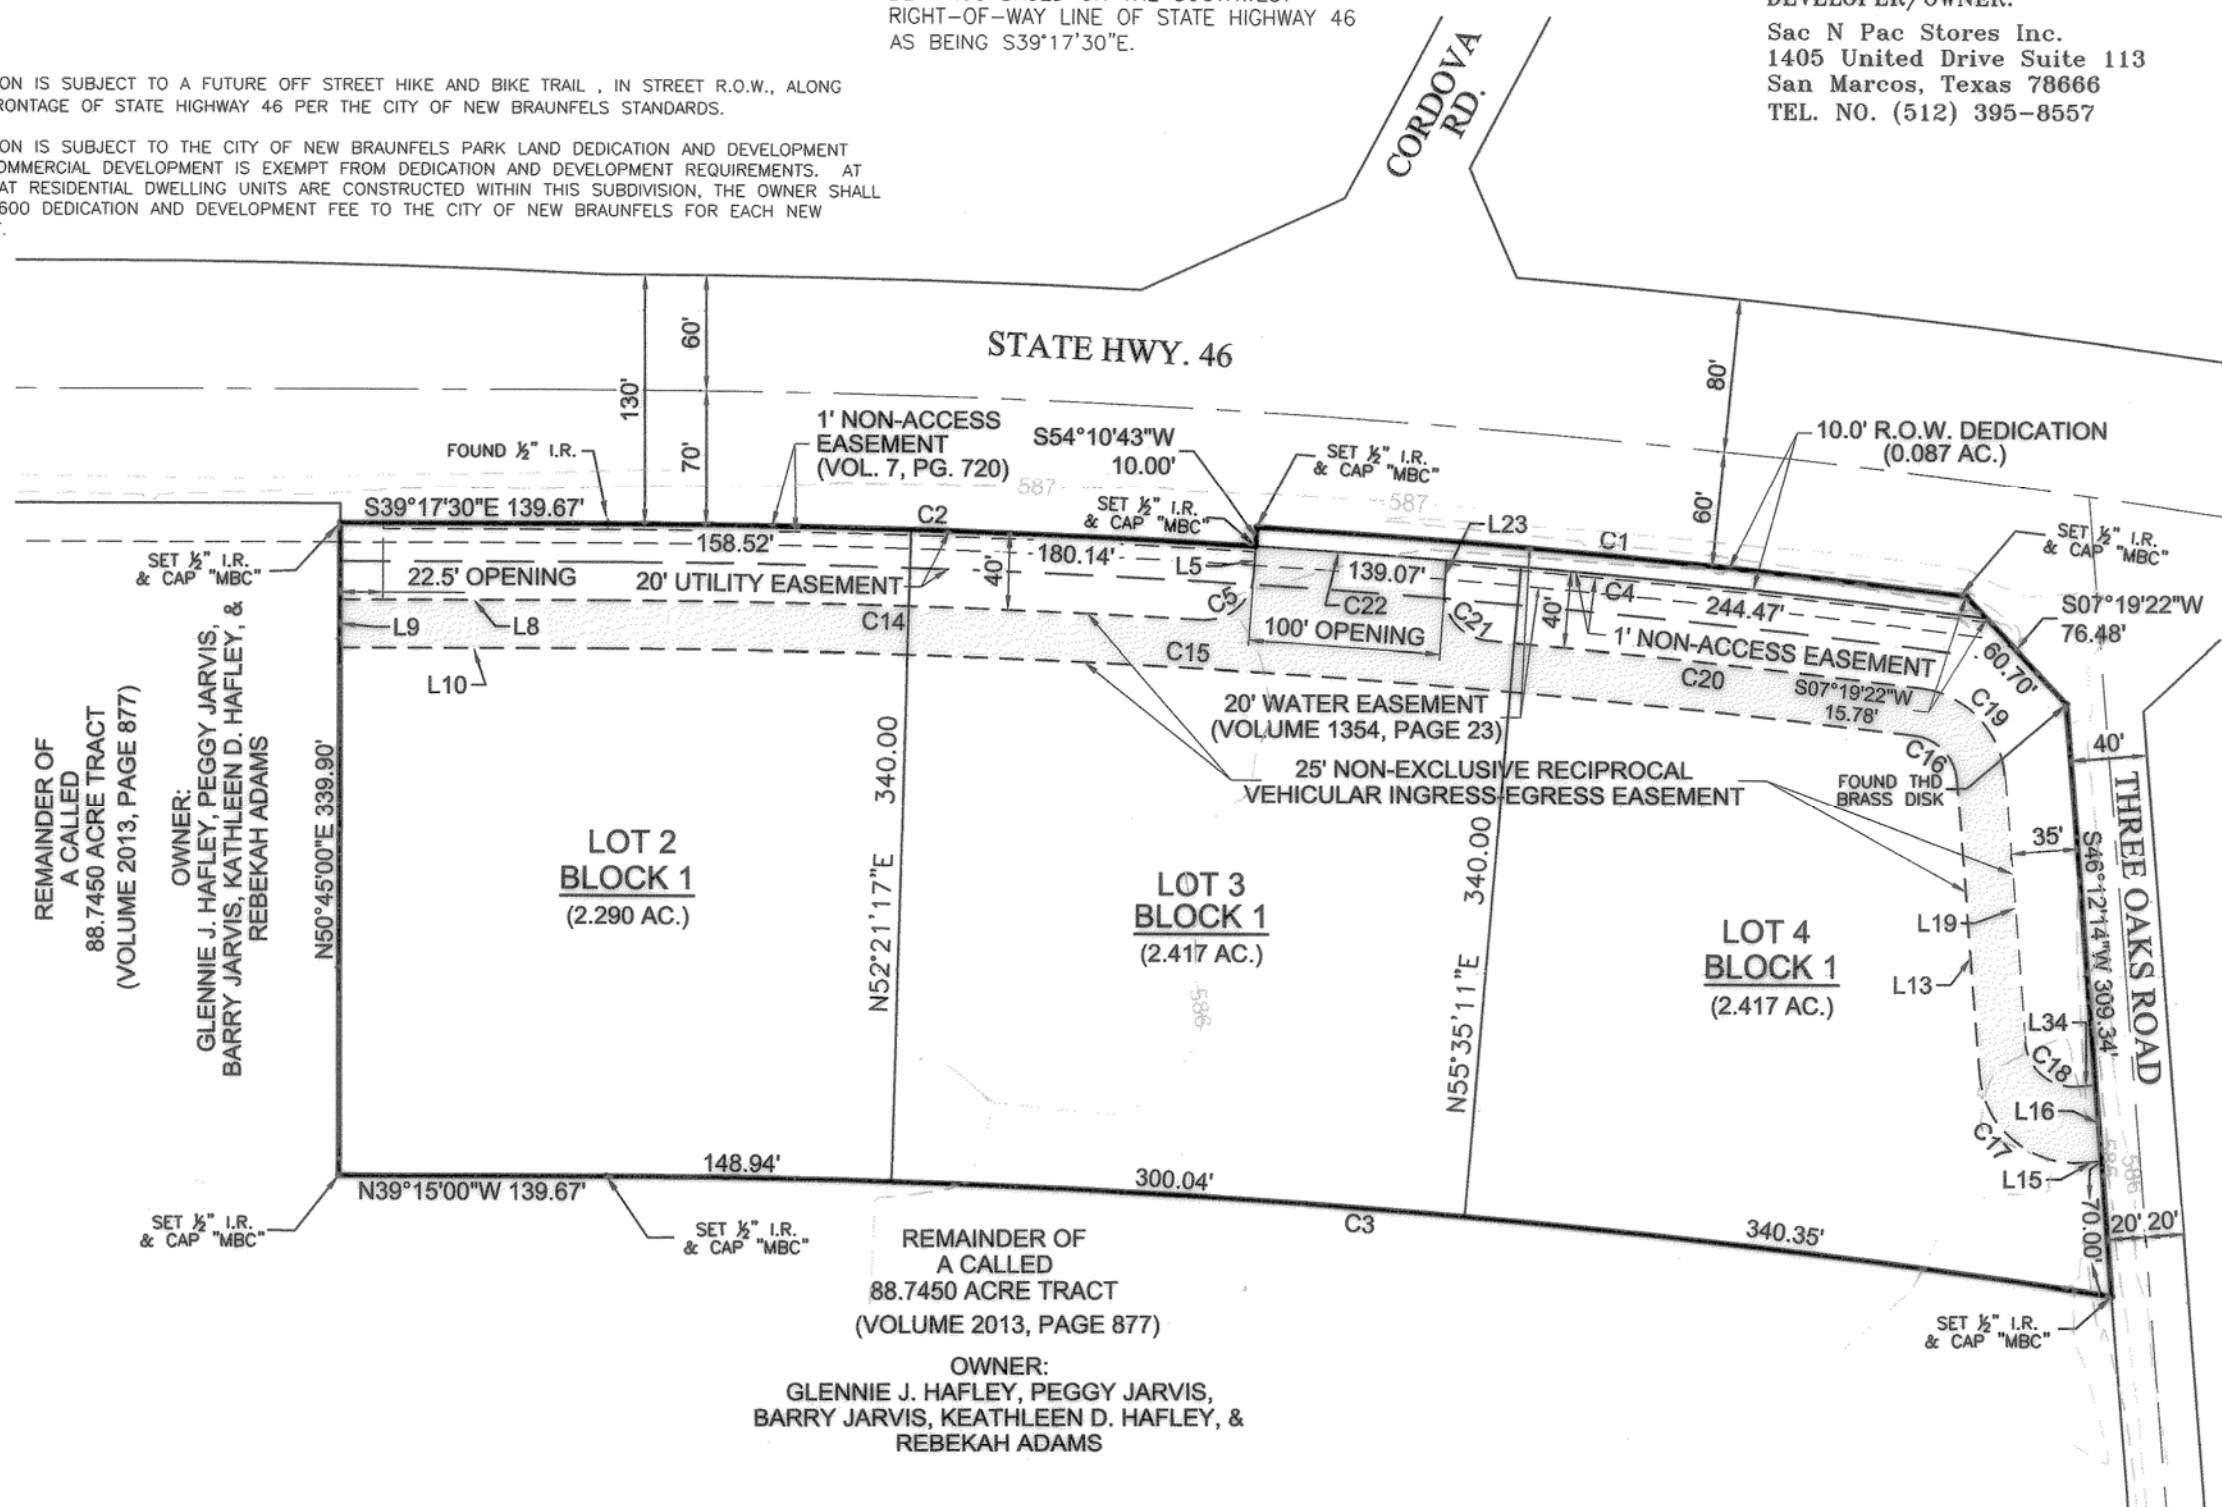 RIGHT-OF-WAY LINE OF STATE HIGHWAY 46
AS BEING S39°17'30"E.
DEVELOPER/OWNER:
Sac N Pac Stores Inc.
1405 United Drive Suite 113
San Marcos, Texas 78666
TEL. NO. (512) 395-8557
ON IS SUBJECT TO A FUTURE OFF STREET HIKE AND BIKE TRAIL , IN STREET R.O.W., ALONG
RONTAGE OF STATE HIGHWAY 46 PER THE CITY OF NEW BRAUNFELS STANDARDS.
ON IS SUBJECT TO THE CITY OF NEW BRAUNFELS PARK LAND DEDICATION AND DEVELOPMENT
OMMERCIAL DEVELOPMENT IS EXEMPT FROM DEDICATION AND DEVELOPMENT REQUIREMENTS. AT
AT RESIDENTIAL DWELLING UNITS ARE CONSTRUCTED WITHIN THIS SUBDIVISION, THE OWNER SHALL
600 DEDICATION AND DEVELOPMENT FEE TO THE CITY OF NEW BRAUNFELS FOR EACH NEW
CORDOVA
RD.
STATE HWY. 46
60'
130'
70'
80'
60'
1' NON-ACCESS
EASEMENT
(VOL. 7, PG. 720)
FOUND ½" I.R.
S54°10'43"W
10.00'
SET ½" I.R.
& CAP "MBC"
10.0' R.O.W. DEDICATION
(0.087 AC.)
587
587
SET ½" I.R.
& CAP "MBC"
S39°17'30"E 139.67'
C2
L23
C1
SET ½" I.R.
& CAP "MBC"
SET ½" I.R.
& CAP "MBC"
158.52'
180.14'
L5
139.07'
40'
22.5' OPENING
20' UTILITY EASEMENT
C5
C22
C21
40'
C4
244.47'
S07°19'22"W
76.48'
L9
L8
C14
100' OPENING
1' NON-ACCESS EASEMENT
60.70'
L10
C15
C20
S07°19'22"W
15.78'
C19
20' WATER EASEMENT
(VOLUME 1354, PAGE 23)
C16
40'
25' NON-EXCLUSIVE RECIPROCAL
VEHICULAR INGRESS-EGRESS EASEMENT
FOUND THD
BRASS DISK
THREE OAKS ROAD
35'
S46°12'14"W 309.34'
REMAINDER OF
A CALLED
88.7450 ACRE TRACT
(VOLUME 2013, PAGE 877)
OWNER:
GLENNIE J. HAFLEY, PEGGY JARVIS,
BARRY JARVIS, KATHLEEN D. HAFLEY, &
REBEKAH ADAMS
N50°45'00"E 339.90'
LOT 2
BLOCK 1
(2.290 AC.)
340.00
N52°21'17"E
LOT 3
BLOCK 1
(2.417 AC.)
586
340.00
N55°35'11"E
LOT 4
BLOCK 1
(2.417 AC.)
L19
L13
L34
C18
L16
C17
L15
586
70.00'
20' 20'
148.94'
N39°15'00"W 139.67'
300.04'
C3
340.35'
SET ½" I.R.
& CAP "MBC"
SET ½" I.R.
& CAP "MBC"
SET ½" I.R.
& CAP "MBC"
REMAINDER OF
A CALLED
88.7450 ACRE TRACT
(VOLUME 2013, PAGE 877)
OWNER:
GLENNIE J. HAFLEY, PEGGY JARVIS,
BARRY JARVIS, KEATHLEEN D. HAFLEY, &
REBEKAH ADAMS